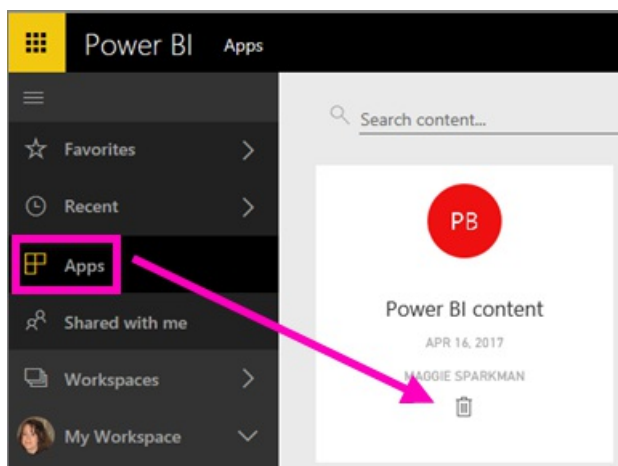 Power BI Apps
Search content...
Favorites
Recent
Apps
Shared with me
Workspaces
My Workspace
PB
Power BI content
APR 16, 2017
MAGGIE SPARKMAN